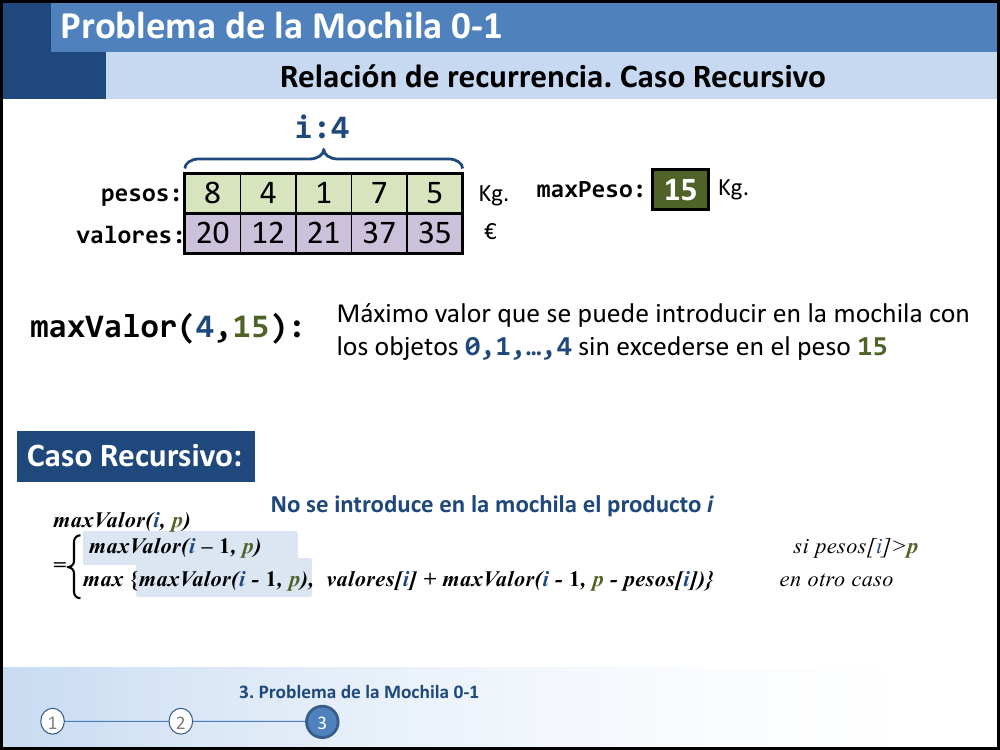 Problema de la Mochila 0-1
Relación de recurrencia. Caso Recursivo
i:4
pesos: 8 4 1 7 5 Kg. maxPeso: 15 Kg.
valores: 20 12 21 37 35 €
maxValor(4,15): Máximo valor que se puede introducir en la mochila con
los objetos 0,1,…,4 sin excederse en el peso 15
Caso Recursivo:
No se introduce en la mochila el producto i
maxValor(i, p)
= { maxValor(i – 1, p) si pesos[i]>p
max {maxValor(i - 1, p), valores[i] + maxValor(i - 1, p - pesos[i])} en otro caso
3. Problema de la Mochila 0-1
1 2 3